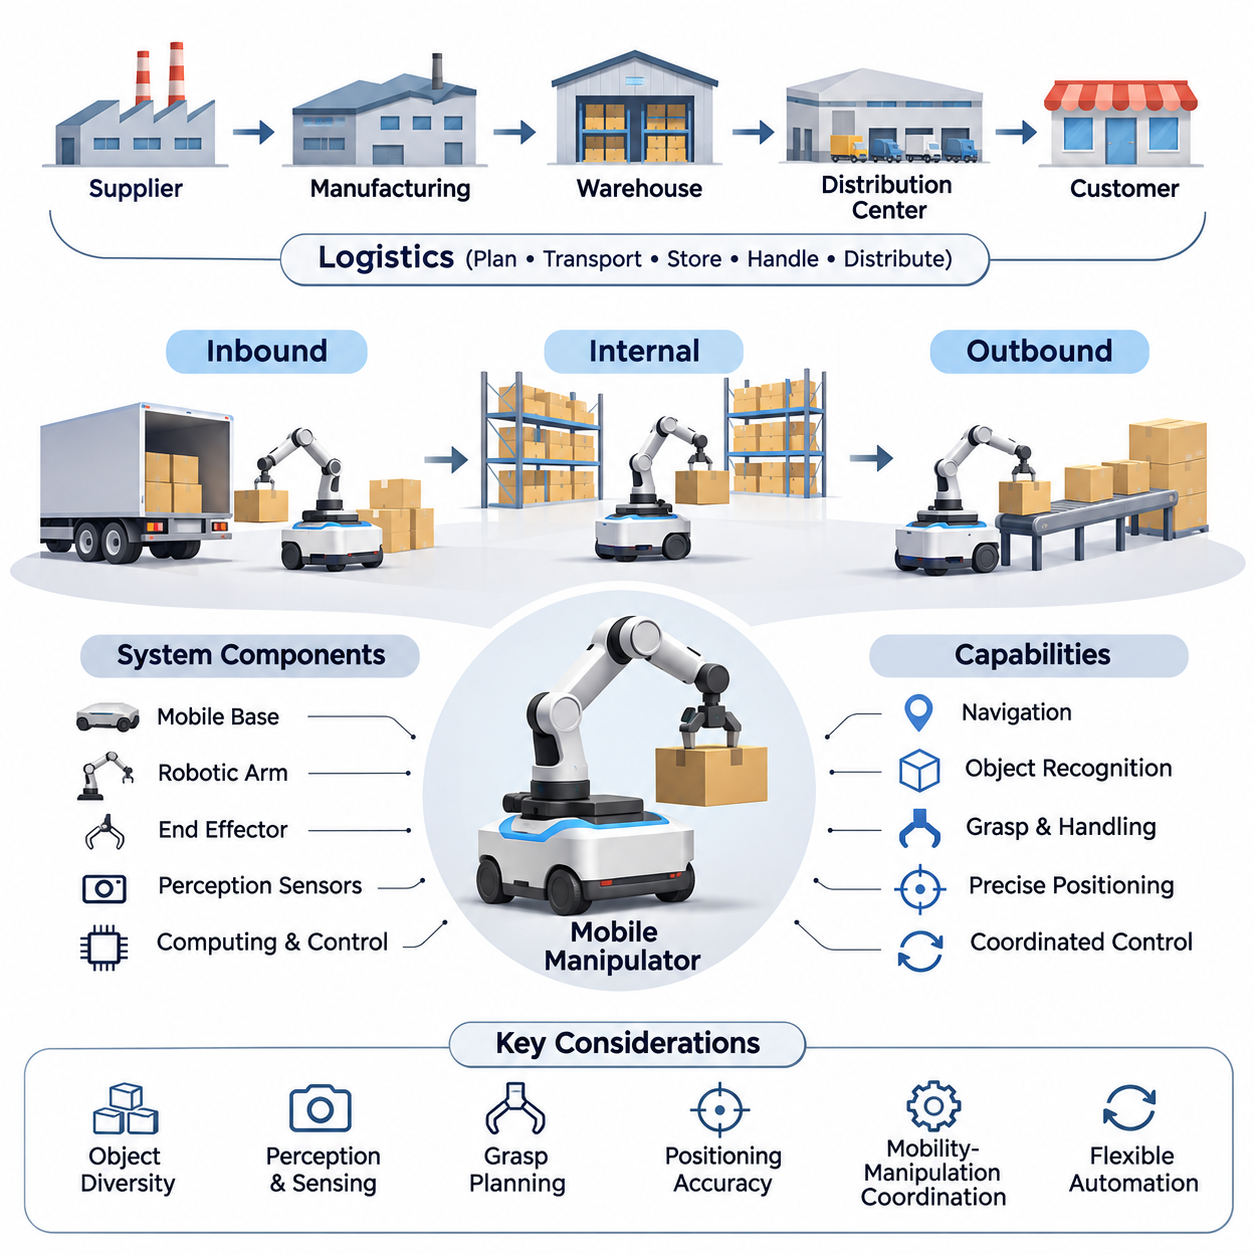 Supplier
Manufacturing
Warehouse
Distribution
Center
Customer
Logistics (Plan • Transport • Store • Handle • Distribute)
Inbound
Internal
Outbound
System Components
Mobile Base
Robotic Arm
End Effector
Perception Sensors
Computing & Control
Mobile
Manipulator
Capabilities
Navigation
Object Recognition
Grasp & Handling
Precise Positioning
Coordinated Control
Key Considerations
Object
Diversity
Perception
& Sensing
Grasp
Planning
Positioning
Accuracy
Mobility-
Manipulation
Coordination
Flexible
Automation